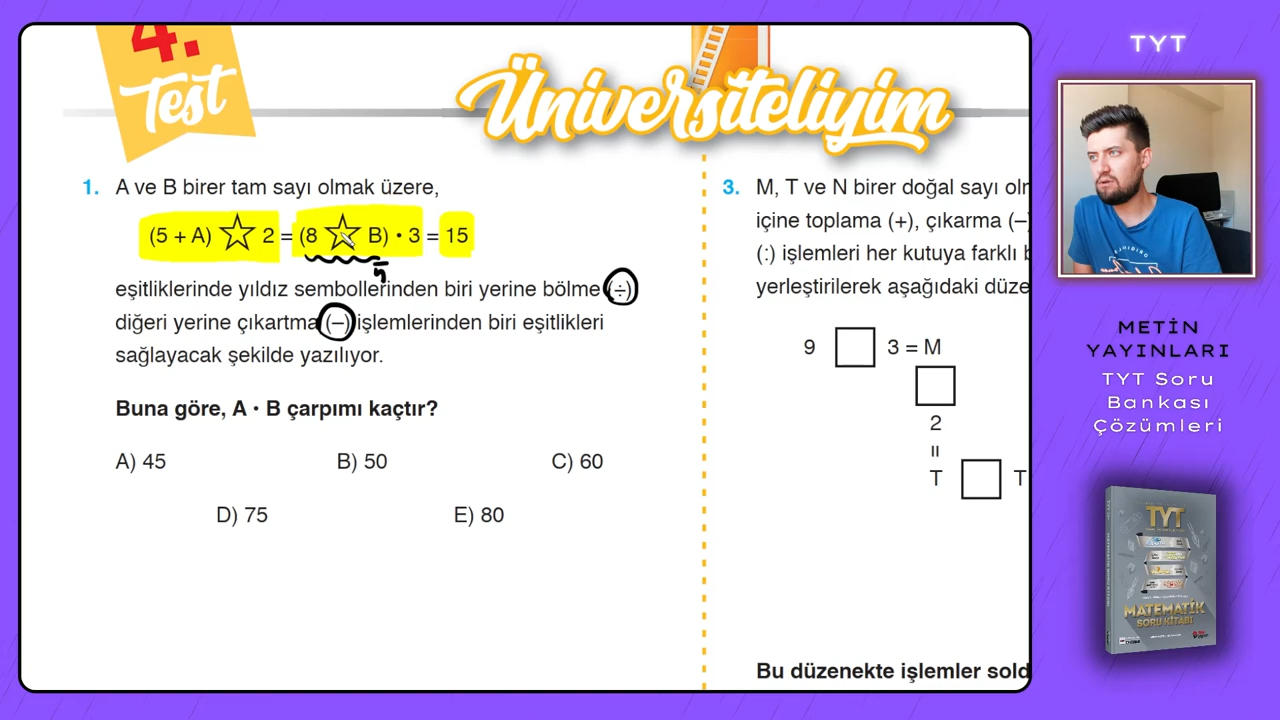 4.
Test
Üniversiteliyim
1. A ve B birer tam sayı olmak üzere,
(5 + A) ☆ 2 = (8 ☆ B) • 3 = 15
5
eşitliklerinde yıldız sembollerinden biri yerine bölme (÷)
diğeri yerine çıkartma (–) işlemlerinden biri eşitlikleri
sağlayacak şekilde yazılıyor.
Buna göre, A • B çarpımı kaçtır?
A) 45 B) 50 C) 60
D) 75 E) 80
3. M, T ve N birer doğal sayı
içine toplama (+), çıkarma (–)
(:) işlemleri her kutuya farklı
yerleştirilerek aşağıdaki
9 □ 3 = M
□
2
=
T □ T
Bu düzenekte işlemler
TYT
METİN
YAYINLARI
TYT Soru
Bankası
Çözümleri
TYT
MATEMATİK
SORU KİTABI